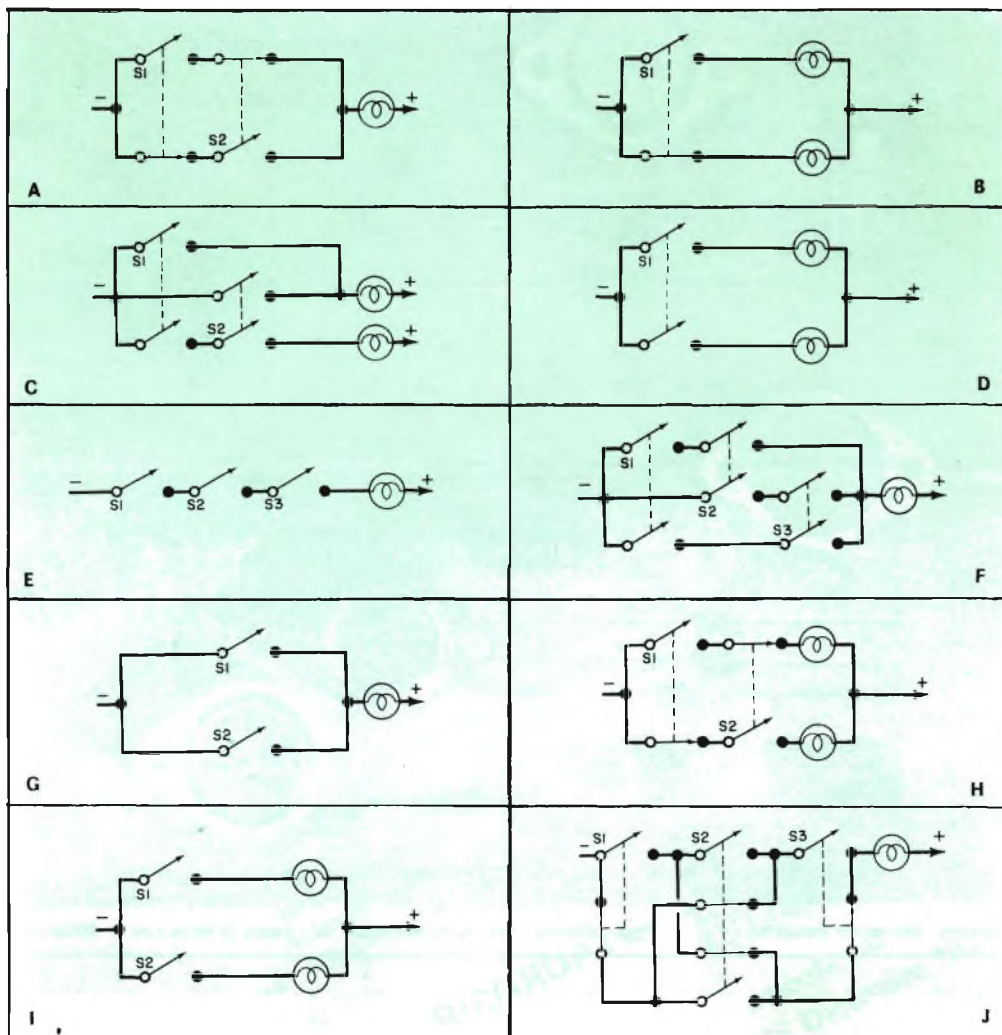 S1
− +
S2
A
S1
− +
B
S1
− +
S2
C
S1
− +
D
− +
S1 S2 S3
E
S1
− S2 +
S3
F
S1
− +
S2
G
S1
− +
S2
H
S1
− +
S2
I
S1 S2 S3 +
−
J